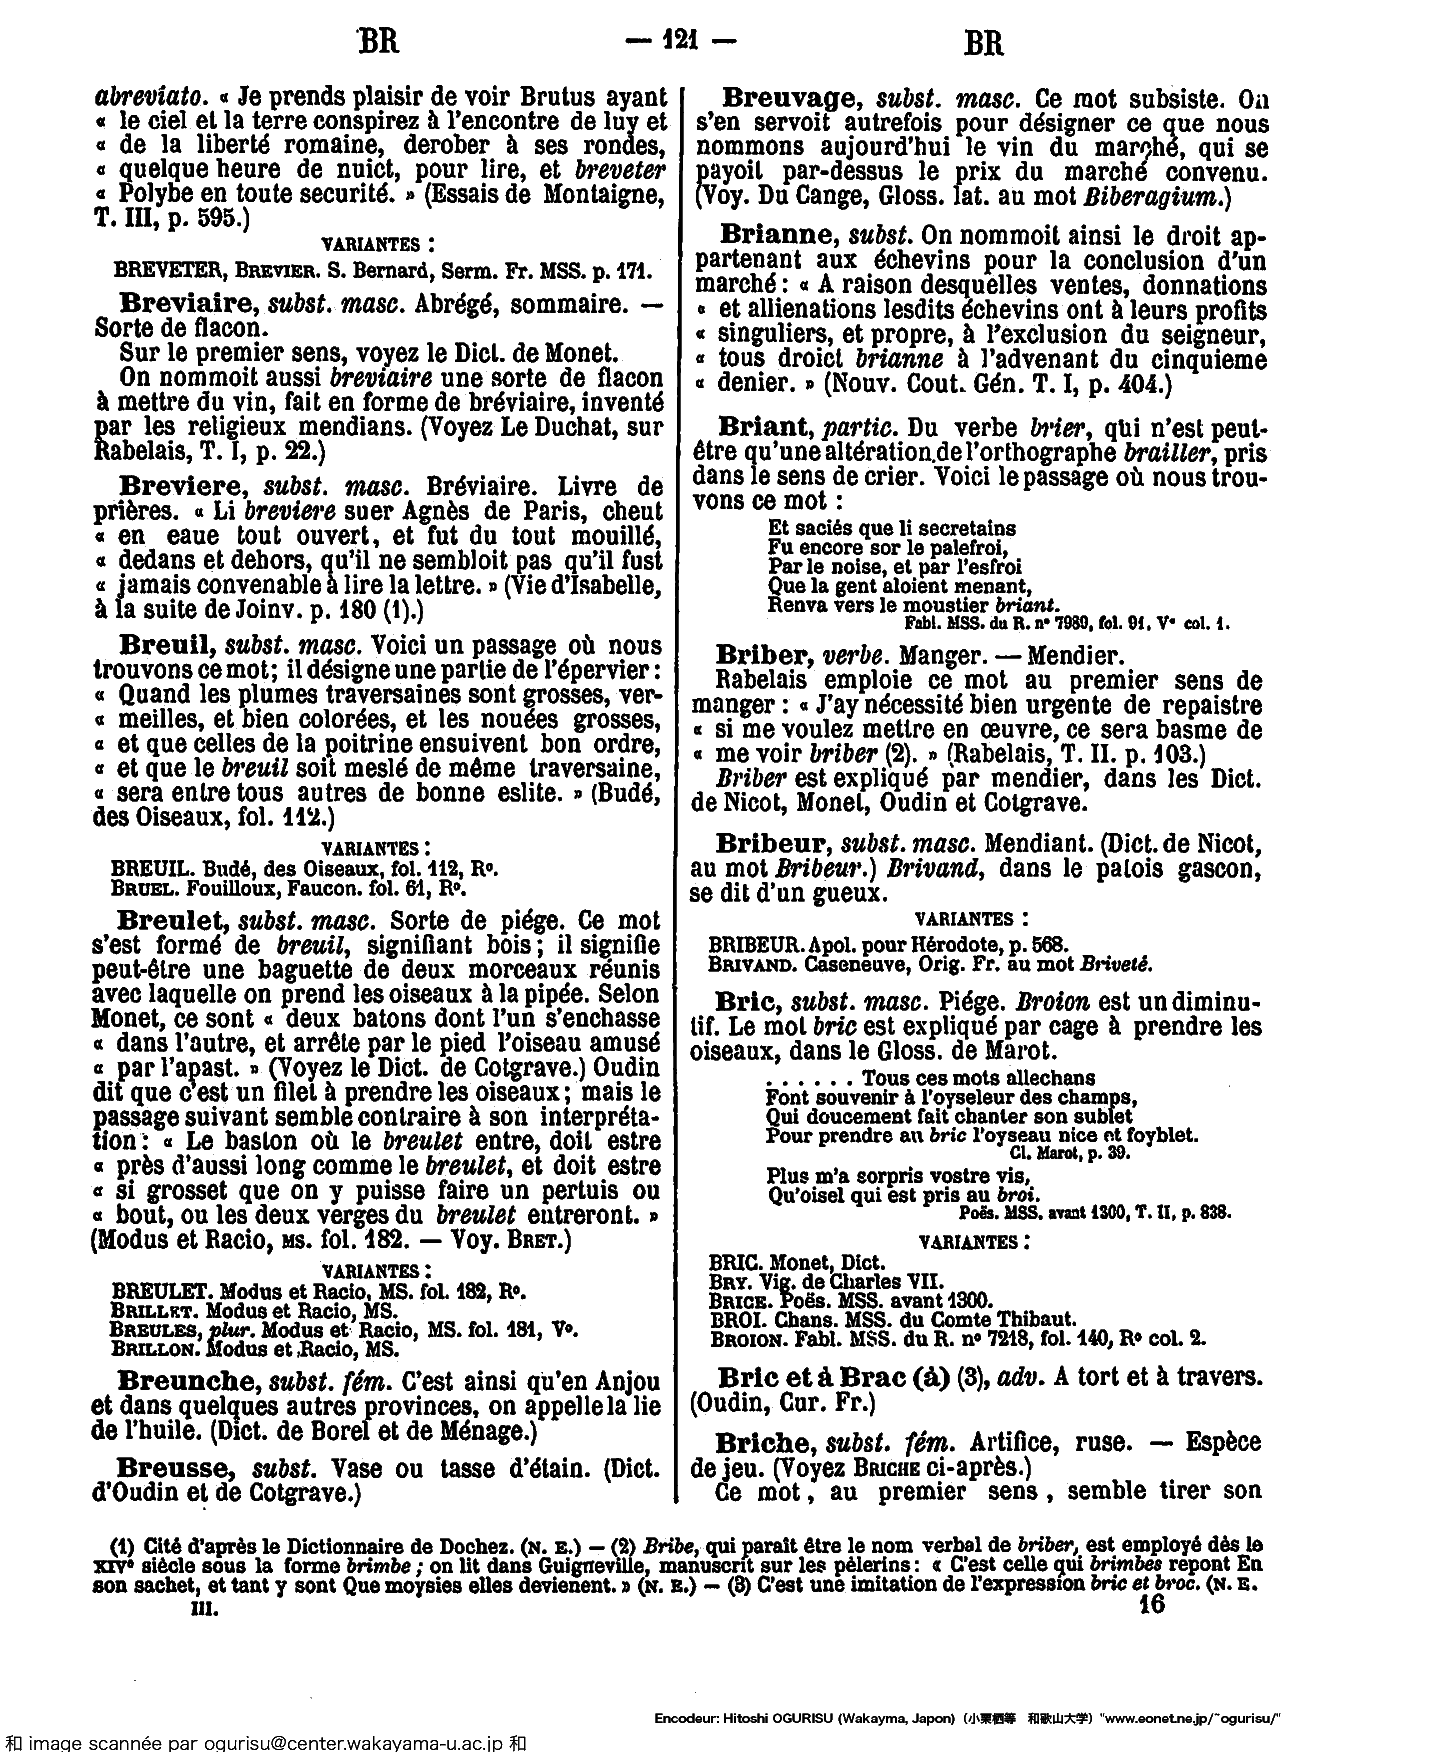 BR
— 121 —
BR
abreviato. « Je prends plaisir de voir Brutus ayant
« le ciel et la terre conspirez à l'encontre de luy et
« de la liberté romaine, derober à ses rondes,
« quelque heure de nuict, pour lire, et breveter
« Polybe en toute securité. » (Essais de Montaigne,
T. III, p. 595.)
VARIANTES :
BREVETER, BREVIER. S. Bernard, Serm. Fr. MSS. p. 171.
Breviaire, subst. masc. Abrégé, sommaire. —
Sorte de flacon.
Sur le premier sens, voyez le Dict. de Monet.
On nommoit aussi breviaire une sorte de flacon
à mettre du vin, fait en forme de bréviaire, inventé
par les religieux mendians. (Voyez Le Duchat, sur
Rabelais, T. I, p. 22.)
Breviere, subst. masc. Bréviaire. Livre de
prières. « Li breviere suer Agnès de Paris, cheut
« en eaue tout ouvert, et fut du tout mouillé,
« dedans et dehors, qu'il ne sembloit pas qu'il fust
« jamais convenable à lire la lettre. » (Vie d'Isabelle,
à la suite de Joinv. p. 180 (1).)
Breuil, subst. masc. Voici un passage où nous
trouvons ce mot; il désigne une partie de l'épervier :
« Quand les plumes traversaines sont grosses, ver-
« meilles, et bien colorées, et les nouées grosses,
« et que celles de la poitrine ensuivent bon ordre,
« et que le breuil soit meslé de même traversaine,
« sera entre tous autres de bonne eslite. » (Budé,
des Oiseaux, fol. 112.)
VARIANTES :
BREUIL. Budé, des Oiseaux, fol. 112, R°.
BRUEL. Fouilloux, Faucon. fol. 61, R°.
Breulet, subst. masc. Sorte de piége. Ce mot
s'est formé de breuil, signifiant bois ; il signifie
peut-être une baguette de deux morceaux réunis
avec laquelle on prend les oiseaux à la pipée. Selon
Monet, ce sont « deux batons dont l'un s'enchasse
« dans l'autre, et arrête par le pied l'oiseau amusé
« par l'apast. » (Voyez le Dict. de Cotgrave.) Oudin
dit que c'est un filet à prendre les oiseaux ; mais le
passage suivant semble contraire à son interpréta-
tion : « Le baston où le breulet entre, doit estre
« près d'aussi long comme le breulet, et doit estre
« si grosset que on y puisse faire un pertuis ou
« bout, ou les deux verges du breulet entreront. »
(Modus et Racio, MS. fol. 182. — Voy. BRET.)
VARIANTES :
BREULET. Modus et Racio, MS. fol. 182, R°.
BRILLET. Modus et Racio, MS.
BREULES, plur. Modus et Racio, MS. fol. 181, V°.
BRILLON. Modus et Racio, MS.
Breunche, subst. fém. C'est ainsi qu'en Anjou
et dans quelques autres provinces, on appelle la lie
de l'huile. (Dict. de Borel et de Ménage.)
Breusse, subst. Vase ou tasse d'étain. (Dict.
d'Oudin et de Cotgrave.)
Breuvage, subst. masc. Ce mot subsiste. On
s'en servoit autrefois pour désigner ce que nous
nommons aujourd'hui le vin du marché, qui se
payoit par-dessus le prix du marché convenu.
(Voy. Du Cange, Gloss. lat. au mot Biberagium.)
Brianne, subst. On nommoit ainsi le droit ap-
partenant aux échevins pour la conclusion d'un
marché : « A raison desquelles ventes, donnations
« et allienations lesdits échevins ont à leurs profits
« singuliers, et propre, à l'exclusion du seigneur,
« tous droict brianne à l'advenant du cinquieme
« denier. » (Nouv. Cout. Gén. T. I, p. 404.)
Briant, partic. Du verbe brier, qui n'est peut-
être qu'une altération de l'orthographe brailler, pris
dans le sens de crier. Voici le passage où nous trou-
vons ce mot :
Et saciés que li secretains
Fu encore sor le palefroi,
Par le noise, et par l'esfroi
Que la gent aloient menant,
Renva vers le moustier briant.
Fabl. MSS. du R. n° 7989, fol. 91, V° col. 1.
Briber, verbe. Manger. — Mendier.
Rabelais emploie ce mot au premier sens de
manger : « J'ay nécessité bien urgente de repaistre
« si me voulez mettre en œuvre, ce sera basme de
« me voir briber (2). » (Rabelais, T. II. p. 103.)
Briber est expliqué par mendier, dans les Dict.
de Nicot, Monet, Oudin et Cotgrave.
Bribeur, subst. masc. Mendiant. (Dict. de Nicot,
au mot Bribeur.) Brivand, dans le patois gascon,
se dit d'un gueux.
VARIANTES :
BRIBEUR. Apol. pour Hérodote, p. 568.
BRIVAND. Caseneuve, Orig. Fr. au mot Briveté.
Bric, subst. masc. Piége. Broion est un diminu-
tif. Le mot bric est expliqué par cage à prendre les
oiseaux, dans le Gloss. de Marot.
. . . . . . Tous ces mots allechans
Font souvenir à l'oyseleur des champs,
Qui doucement fait chanter son sublet
Pour prendre au bric l'oyseau nice et foyblet.
Cl. Marot, p. 39.
Plus m'a sorpris vostre vis,
Qu'oisel qui est pris au broi.
Poës. MSS. avant 1300, T. II, p. 838.
VARIANTES :
BRIC. Monet, Dict.
BRY. Vig. de Charles VII.
BRICE. Poës. MSS. avant 1300.
BROI. Chans. MSS. du Comte Thibaut.
BROION. Fabl. MSS. du R. n° 7218, fol. 140, R° col. 2.
Bric et à Brac (à) (3), adv. A tort et à travers.
(Oudin, Cur. Fr.)
Briche, subst. fém. Artifice, ruse. — Espèce
de jeu. (Voyez BRICHE ci-après.)
Ce mot, au premier sens, semble tirer son
(1) Cité d'après le Dictionnaire de Dochez. (N. E.) — (2) Bribe, qui paraît être le nom verbal de briber, est employé dès le
XIV° siècle sous la forme brimbe ; on lit dans Guigneville, manuscrit sur les pèlerins : « C'est celle qui brimbes repont En
son sachet, et tant y sont Que moysies elles devienent. » (N. E.) — (3) C'est une imitation de l'expression bric et broc. (N. E.
III.
16
Encodeur: Hitoshi OGURISU (Wakayma, Japon) (小栗栖等 和歌山大学) "www.eonet.ne.jp/~ogurisu/"
和 image scannée par ogurisu@center.wakayama-u.ac.jp 和